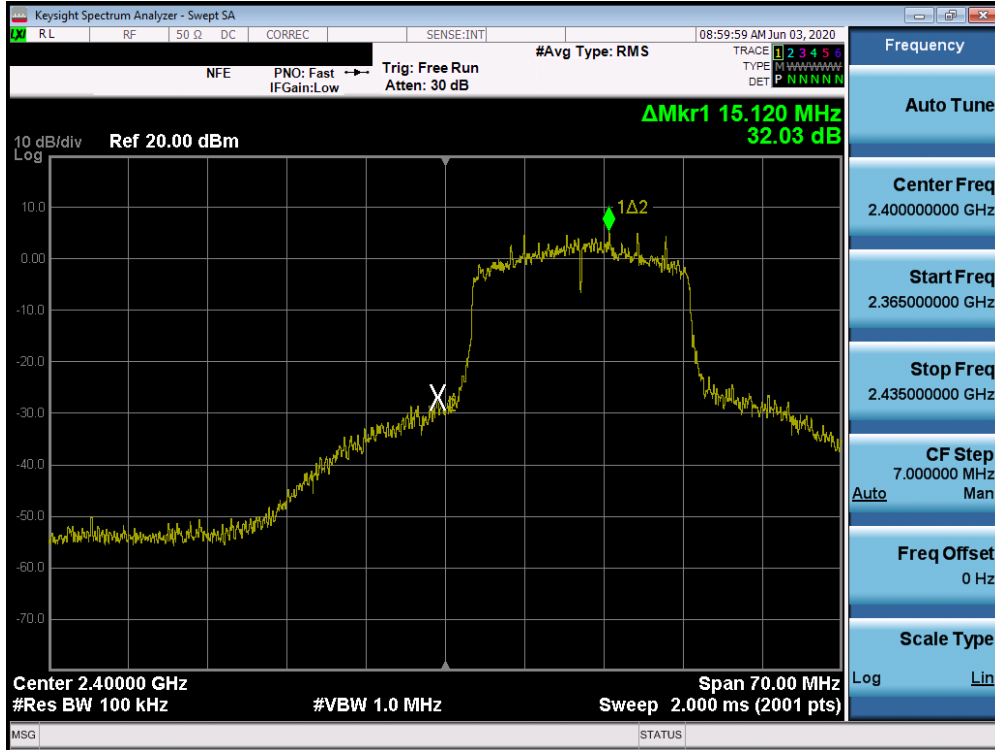 Keysight Spectrum Analyzer - Swept SA
LXI RL RF 50 Ω DC CORREC SENSE:INT 08:59:59 AM Jun 03, 2020
#Avg Type: RMS TRACE 1 2 3 4 5 6
NFE PNO: Fast Trig: Free Run TYPE M WWWWW
IFGain:Low Atten: 30 dB DET P N N N N N
ΔMkr1 15.120 MHz
10 dB/div Ref 20.00 dBm 32.03 dB
Log
10.0
1Δ2
0.00
-10.0
-20.0
X
-30.0
-40.0
-50.0
-60.0
-70.0
Center 2.40000 GHz Span 70.00 MHz
#Res BW 100 kHz #VBW 1.0 MHz Sweep 2.000 ms (2001 pts)
MSG STATUS
Frequency
Auto Tune
Center Freq
2.400000000 GHz
Start Freq
2.365000000 GHz
Stop Freq
2.435000000 GHz
CF Step
7.000000 MHz
Auto Man
Freq Offset
0 Hz
Scale Type
Log Lin